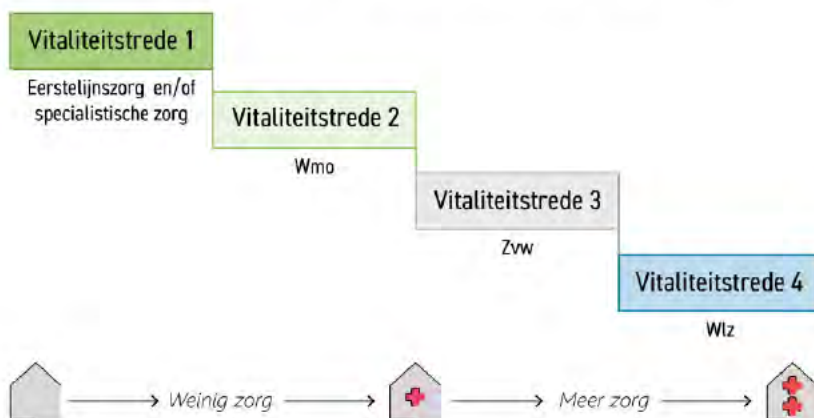 Vitaliteitstrede 1
Eerstelijnszorg en/of
specialistische zorg
Vitaliteitstrede 2
Wmo
Vitaliteitstrede 3
Zvw
Vitaliteitstrede 4
Wlz
Weinig zorg
Meer zorg